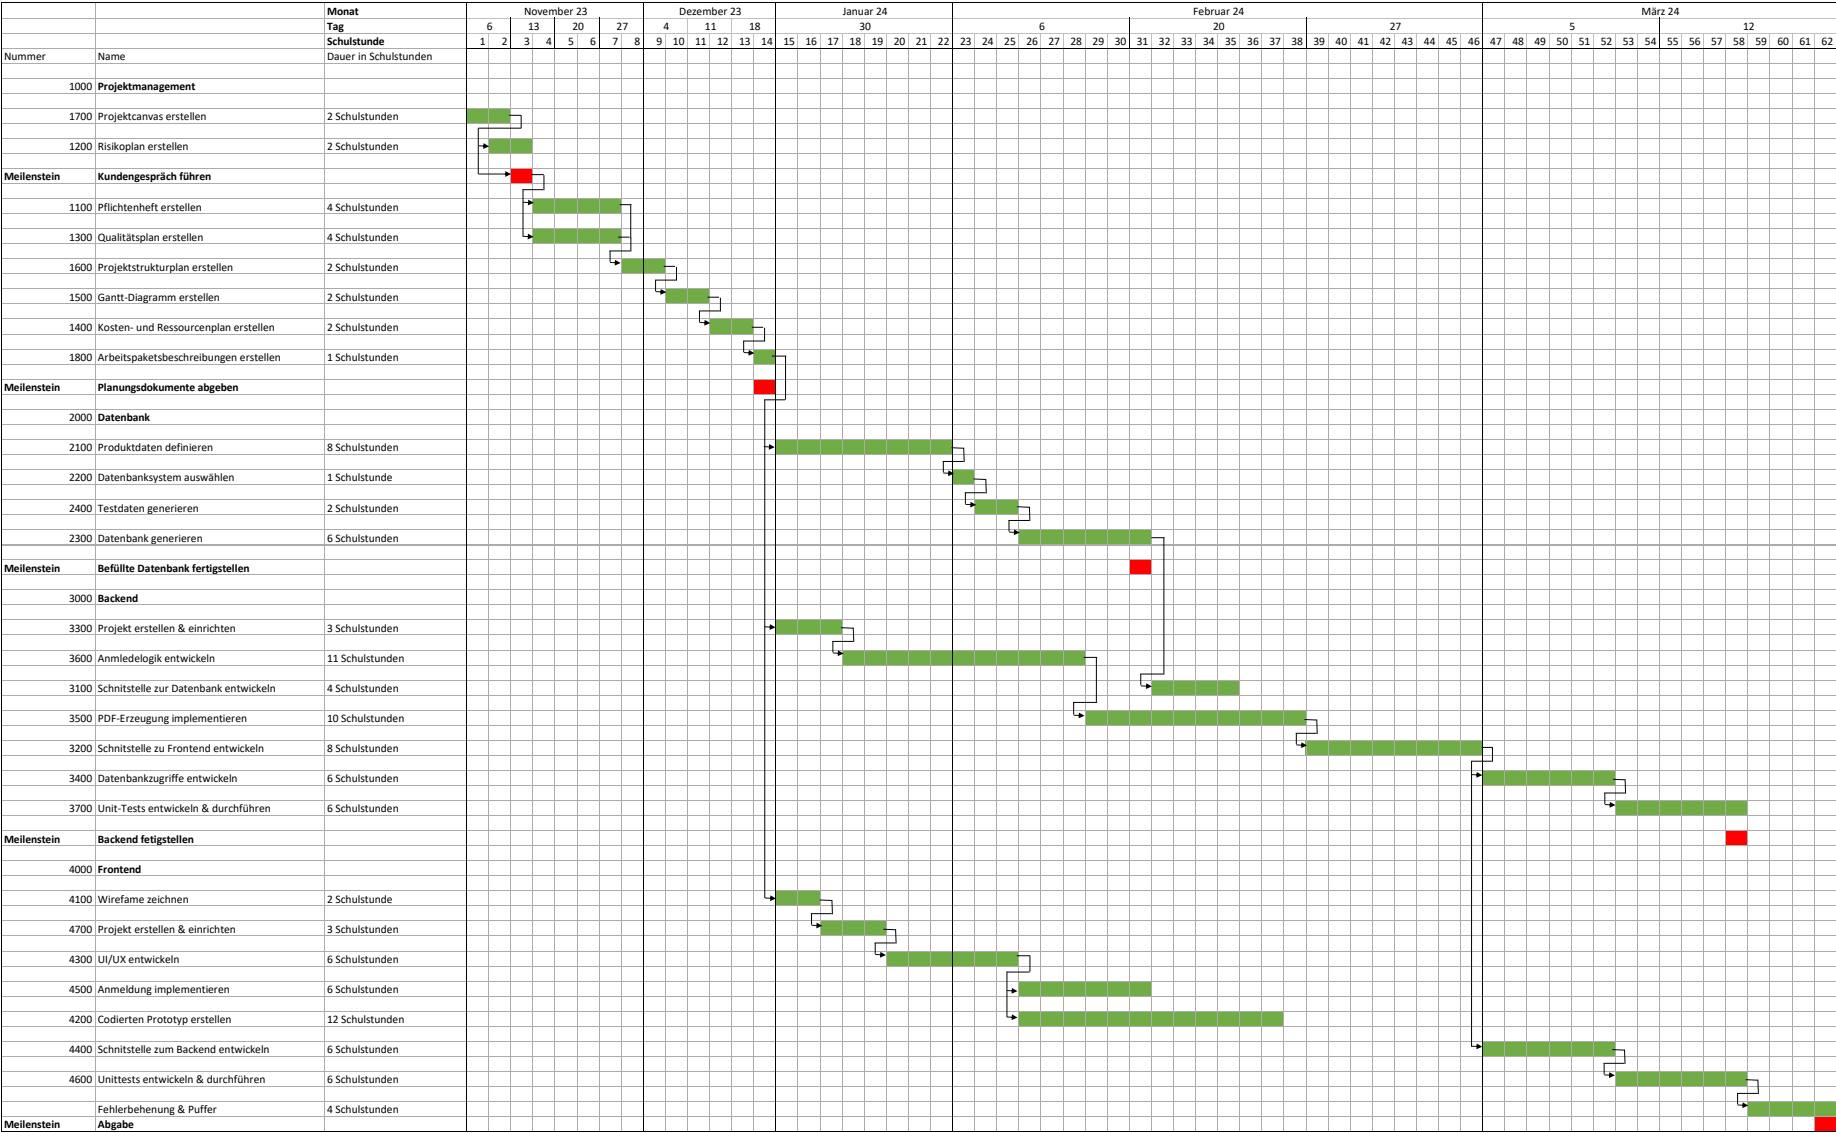 Monat November 23 Dezember 23 Januar 24 Februar 24 März 24
Tag 6 13 20 27 4 11 18 30 6 20 27 5 12
Schulstunde 1 2 3 4 5 6 7 8 9 10 11 12 13 14 15 16 17 18 19 20 21 22 23 24 25 26 27 28 29 30 31 32 33 34 35 36 37 38 39 40 41 42 43 44 45 46 47 48 49 50 51 52 53 54 55 56 57 58 59 60 61 62
Nummer Name Dauer in Schulstunden
1000 Projektmanagement
1700 Projektcanvas erstellen 2 Schulstunden
1200 Risikoplan erstellen 2 Schulstunden
Meilenstein Kundengespräch führen
1100 Pflichtenheft erstellen 4 Schulstunden
1300 Qualitätsplan erstellen 4 Schulstunden
1600 Projektstrukturplan erstellen 2 Schulstunden
1500 Gantt-Diagramm erstellen 2 Schulstunden
1400 Kosten- und Ressourcenplan erstellen 2 Schulstunden
1800 Arbeitspaketsbeschreibungen erstellen 1 Schulstunden
Meilenstein Planungsdokumente abgeben
2000 Datenbank
2100 Produktdaten definieren 8 Schulstunden
2200 Datenbanksystem auswählen 1 Schulstunde
2400 Testdaten generieren 2 Schulstunden
2300 Datenbank generieren 6 Schulstunden
Meilenstein Befüllte Datenbank fertigstellen
3000 Backend
3300 Projekt erstellen & einrichten 3 Schulstunden
3600 Anmledelogik entwickeln 11 Schulstunden
3100 Schnitstelle zur Datenbank entwickeln 4 Schulstunden
3500 PDF-Erzeugung implementieren 10 Schulstunden
3200 Schnitstelle zu Frontend entwickeln 8 Schulstunden
3400 Datenbankzugriffe entwickeln 6 Schulstunden
3700 Unit-Tests entwickeln & durchführen 6 Schulstunden
Meilenstein Backend fetigstellen
4000 Frontend
4100 Wirefame zeichnen 2 Schulstunde
4700 Projekt erstellen & einrichten 3 Schulstunden
4300 UI/UX entwickeln 6 Schulstunden
4500 Anmeldung implementieren 6 Schulstunden
4200 Codierten Prototyp erstellen 12 Schulstunden
4400 Schnitstelle zum Backend entwickeln 6 Schulstunden
4600 Unittests entwickeln & durchführen 6 Schulstunden
Fehlerbehenung & Puffer 4 Schulstunden
Meilenstein Abgabe